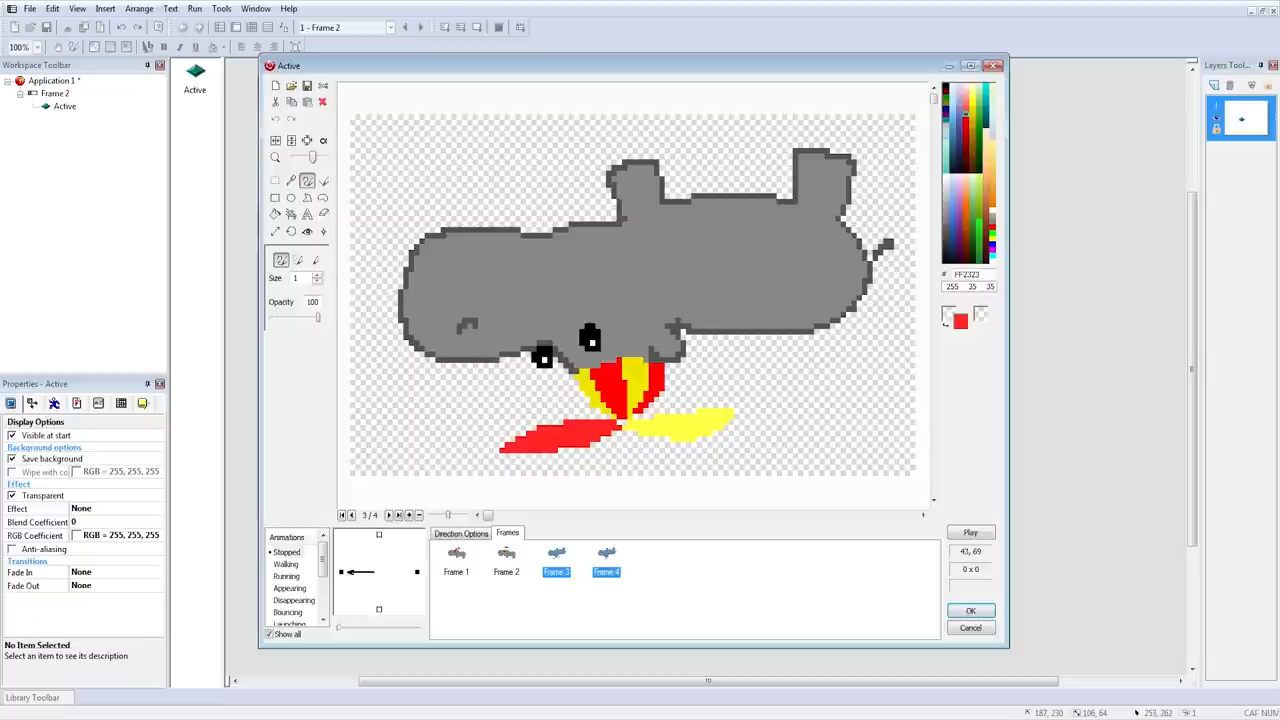 File Edit View Insert Arrange Text Run Tools Window Help
1 - Frame 2
100%
Workspace Toolbar
Application 1 *
Frame 2
Active
Active
Active
Layers Tool...
1
Size: 1
Opacity 100
# FF2323
255 35 35
3/4
Properties - Active
Display Options
Visible at start
Background options
Save background
Wipe with co RGB = 255, 255, 255
Effect
Transparent
Effect None
Blend Coefficient 0
RGB Coefficient RGB = 255, 255, 255
Anti-aliasing
Transitions
Fade In None
Fade Out None
No Item Selected
Select an item to see its description
Library Toolbar
Animations
Stopped
Walking
Running
Appearing
Disappearing
Bouncing
Launching
Show all
Direction Options Frames
Frame 1 Frame 2 Frame 3 Frame 4
Play
43, 69
0 x 0
OK
Cancel
187, 230 106, 64 253, 262 1 CAF NUM